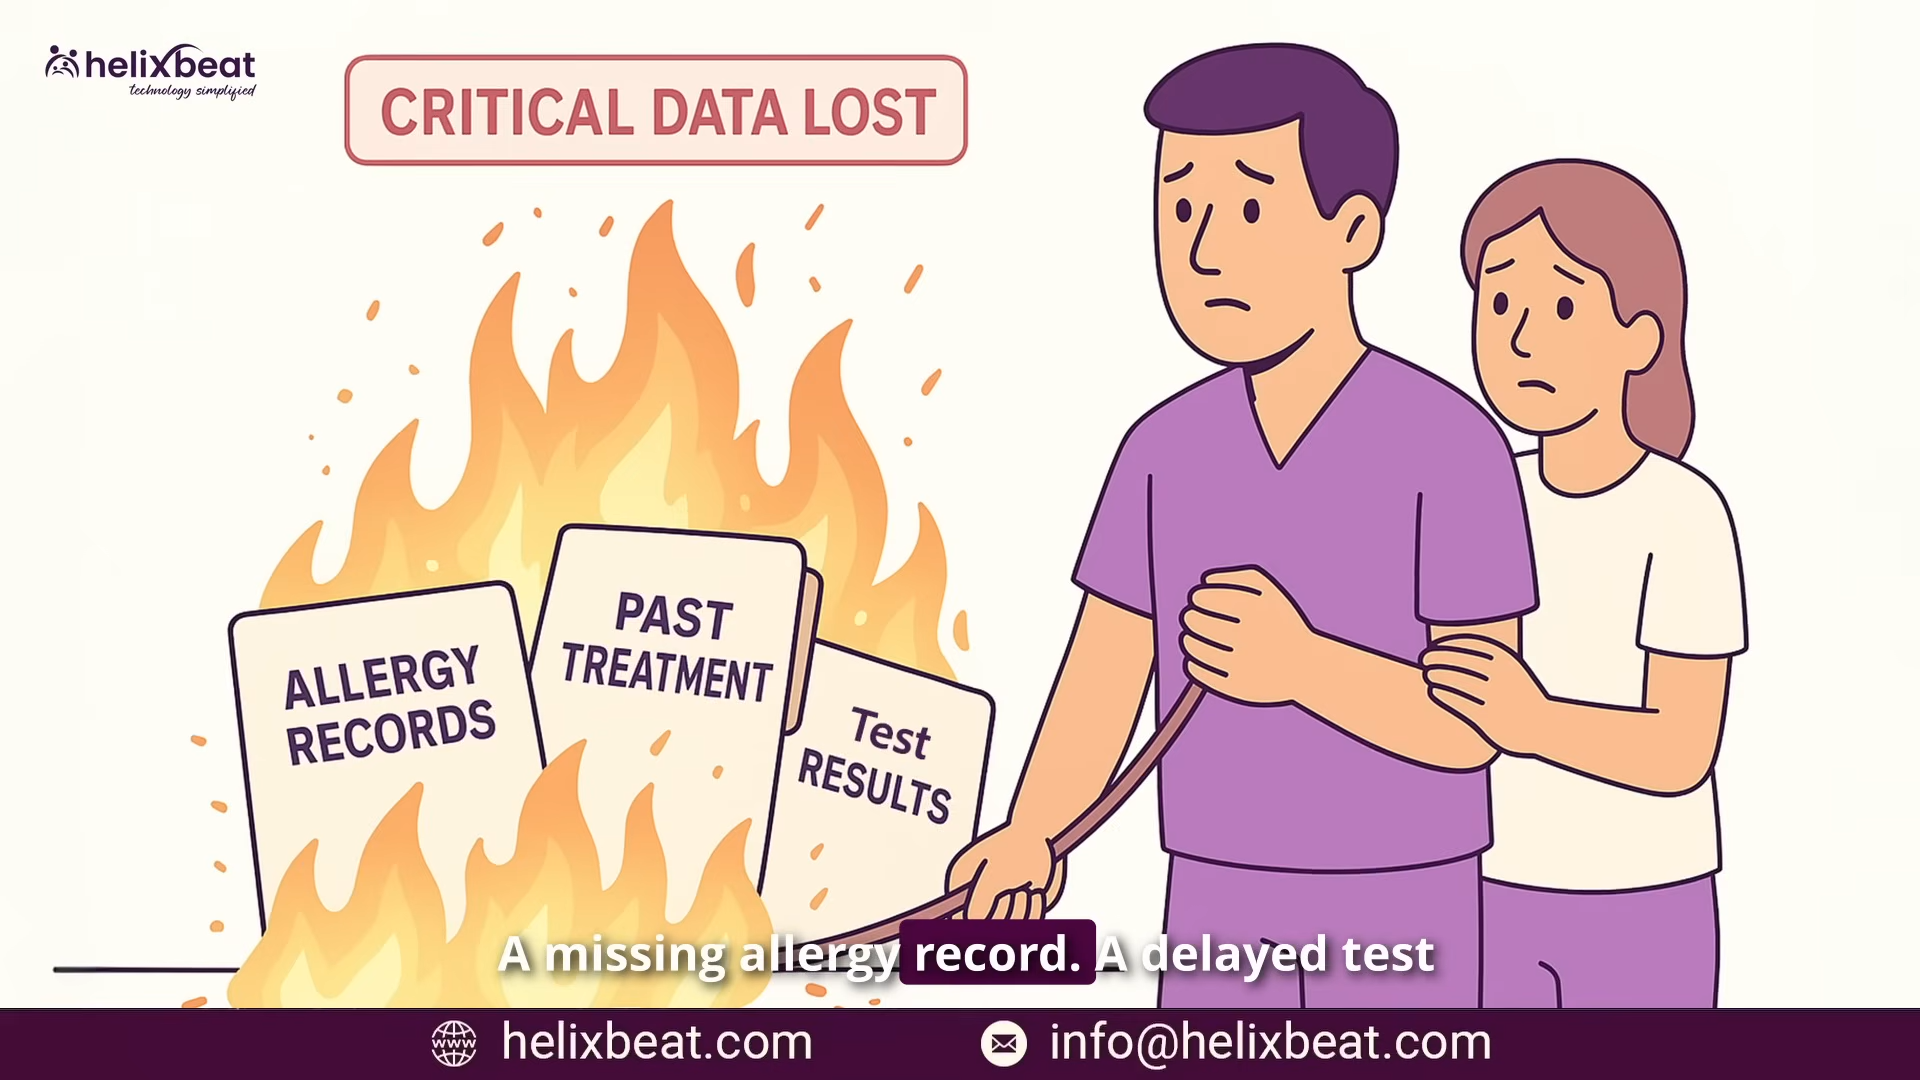 helixbeat
technology simplified
CRITICAL DATA LOST
ALLERGY
RECORDS
PAST
TREATMENT
Test
RESULTS
A missing allergy record. A delayed test
www
helixbeat.com
info@helixbeat.com